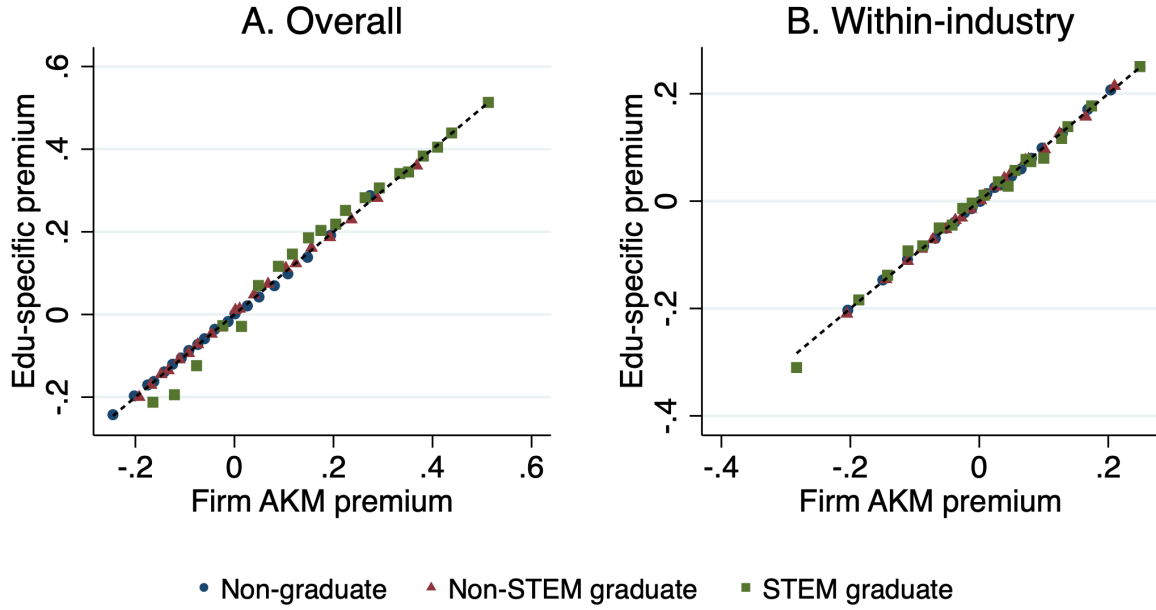 A. Overall
Edu-specific premium
.6
.4
.2
0
-.2
-.2
0
.2
.4
.6
Firm AKM premium
B. Within-industry
Edu-specific premium
.2
0
-.2
-.4
-.4
-.2
0
.2
Firm AKM premium
Non-graduate
Non-STEM graduate
STEM graduate